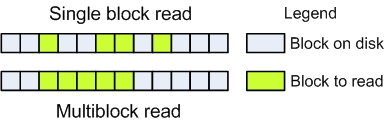 Single block read
Legend
Block on disk
Block to read
Multiblock read